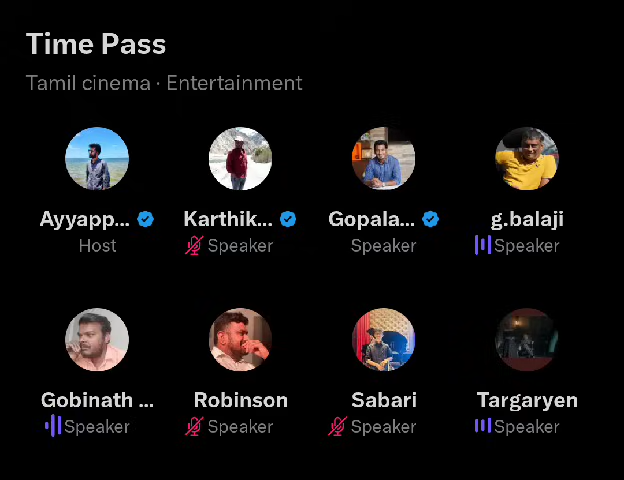 Time Pass
Tamil cinema · Entertainment
Ayyapp... Karthik... Gopala... g.balaji
Host Speaker Speaker Speaker
Gobinath ... Robinson Sabari Targaryen
Speaker Speaker Speaker Speaker